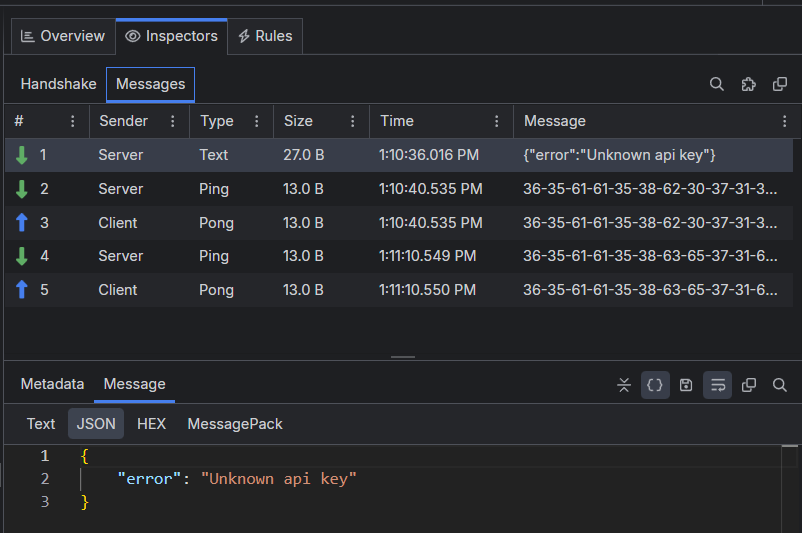 Overview Inspectors Rules
Handshake Messages
# Sender Type Size Time Message
1 Server Text 27.0 B 1:10:36.016 PM {"error":"Unknown api key"}
2 Server Ping 13.0 B 1:10:40.535 PM 36-35-61-61-35-38-62-30-37-31-3...
3 Client Pong 13.0 B 1:10:40.535 PM 36-35-61-61-35-38-62-30-37-31-3...
4 Server Ping 13.0 B 1:11:10.549 PM 36-35-61-61-35-38-63-65-37-31-6...
5 Client Pong 13.0 B 1:11:10.550 PM 36-35-61-61-35-38-63-65-37-31-6...
Metadata Message
Text JSON HEX MessagePack
1 {
2 "error": "Unknown api key"
3 }